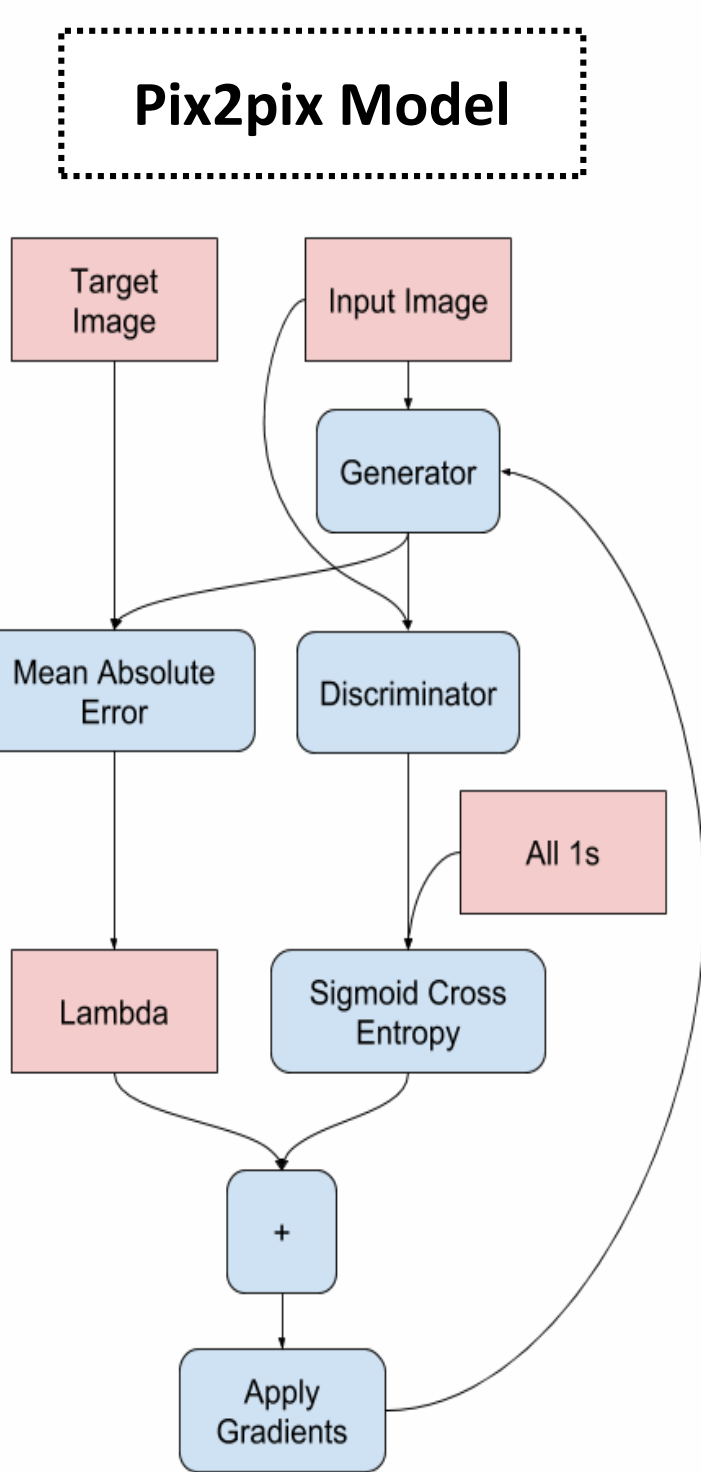 Pix2pix Model
Target
Image
Input Image
Generator
Mean Absolute
Error
Discriminator
All 1s
Lambda
Sigmoid Cross
Entropy
+
Apply
Gradients